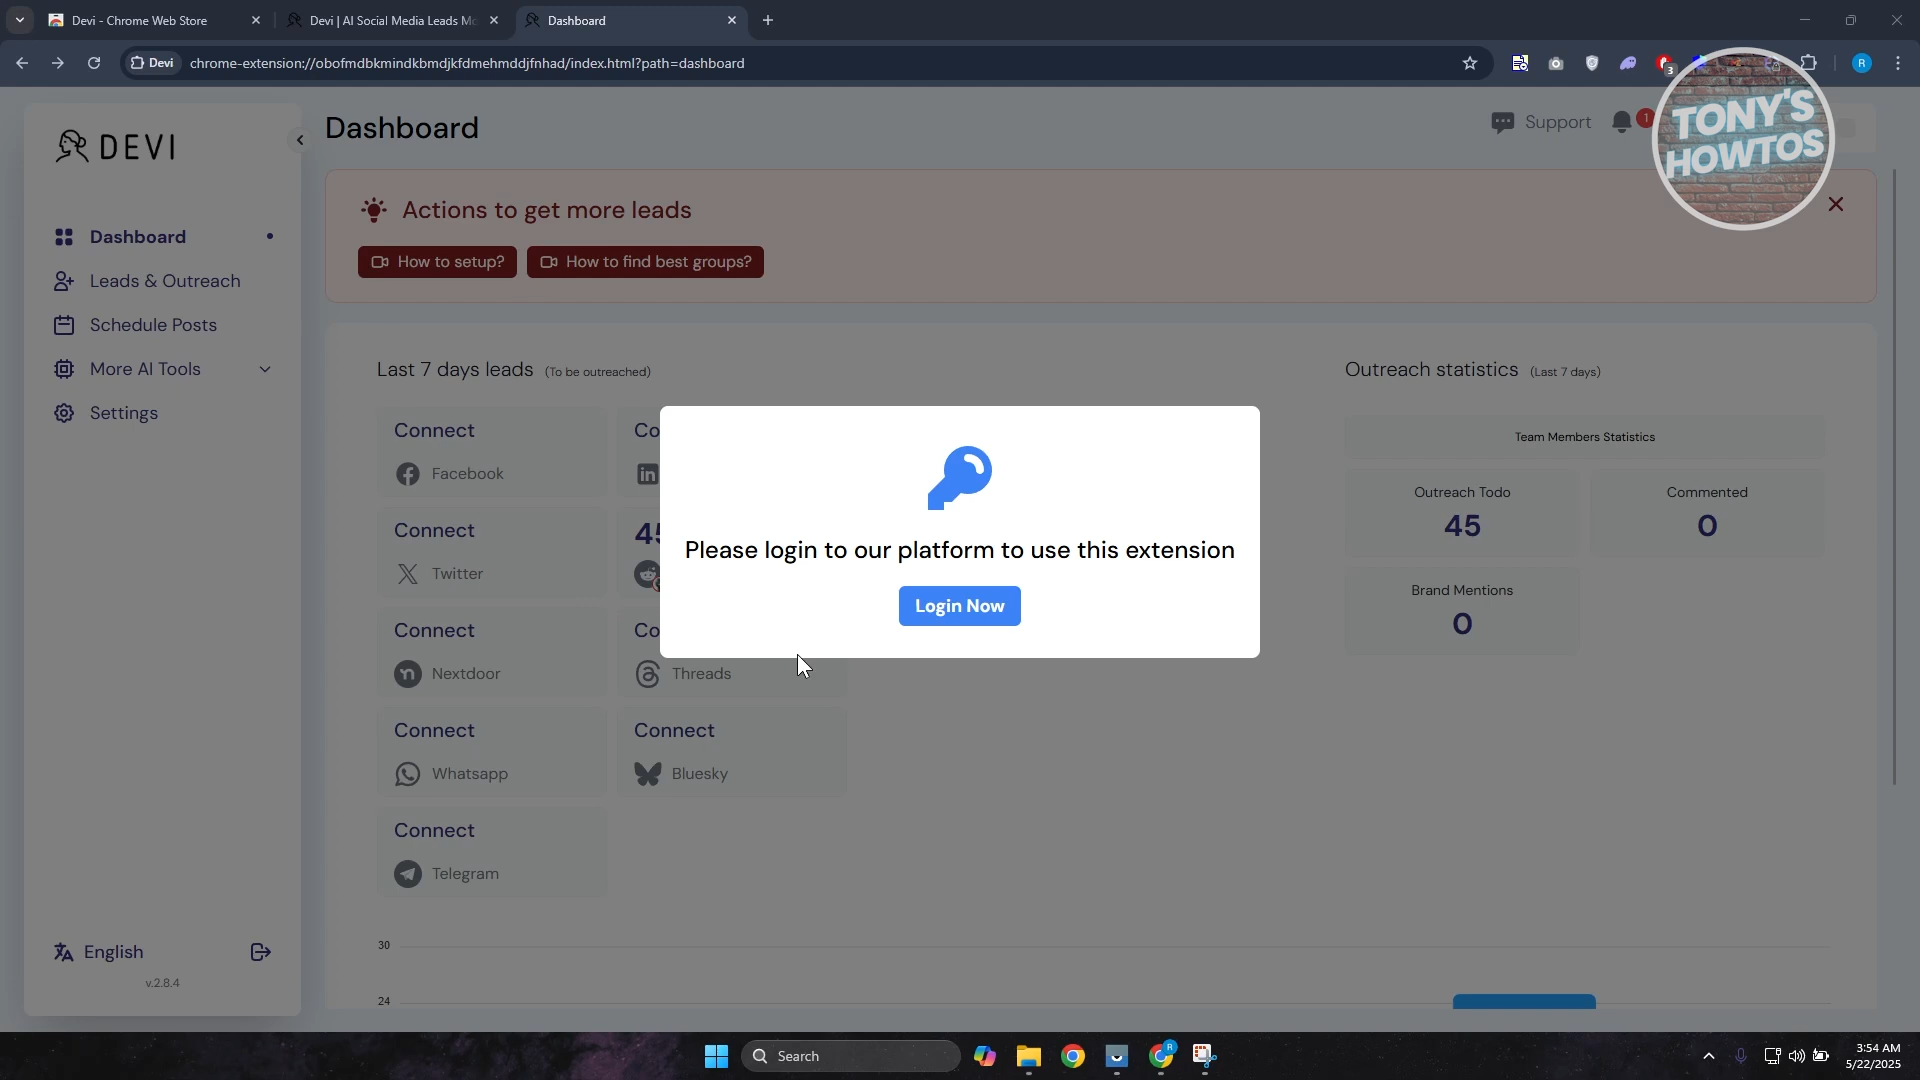 Devi - Chrome Web Store
Devi | AI Social Media Leads Mo
Dashboard
Devi
chrome-extension://obofmdbkmindkbmdjkfdmehmddjfnhad/index.html?path=dashboard
3
R
TONY'S
HOWTOS
DEVI
Dashboard
Support
1
Actions to get more leads
How to setup?
How to find best groups?
Dashboard
Leads & Outreach
Schedule Posts
More AI Tools
Settings
Last 7 days leads (To be outreached)
Outreach statistics (Last 7 days)
Connect
Facebook
Co
Connect
Twitter
45
Connect
Nextdoor
Co
Threads
Connect
Whatsapp
Connect
Bluesky
Connect
Telegram
Team Members Statistics
Outreach Todo
45
Commented
0
Brand Mentions
0
Please login to our platform to use this extension
Login Now
30
24
English
v.2.8.4
Search
R
3:54 AM
5/22/2025